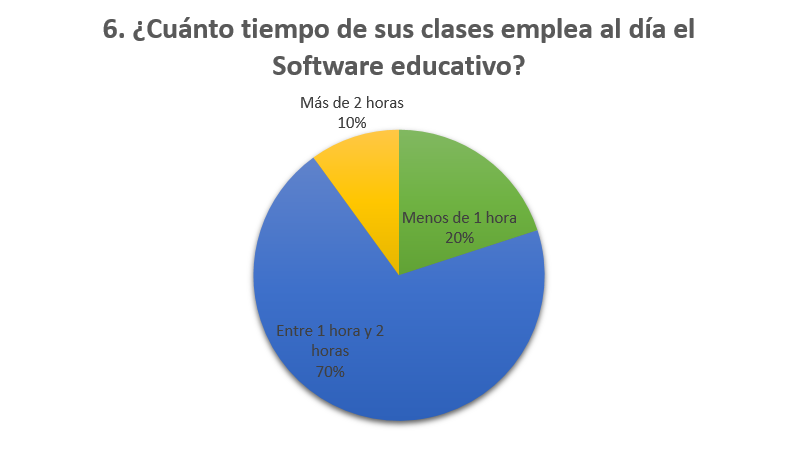 6. ¿Cuánto tiempo de sus clases emplea al día el
Software educativo?
Más de 2 horas
10%
Menos de 1 hora
20%
Entre 1 hora y 2
horas
70%